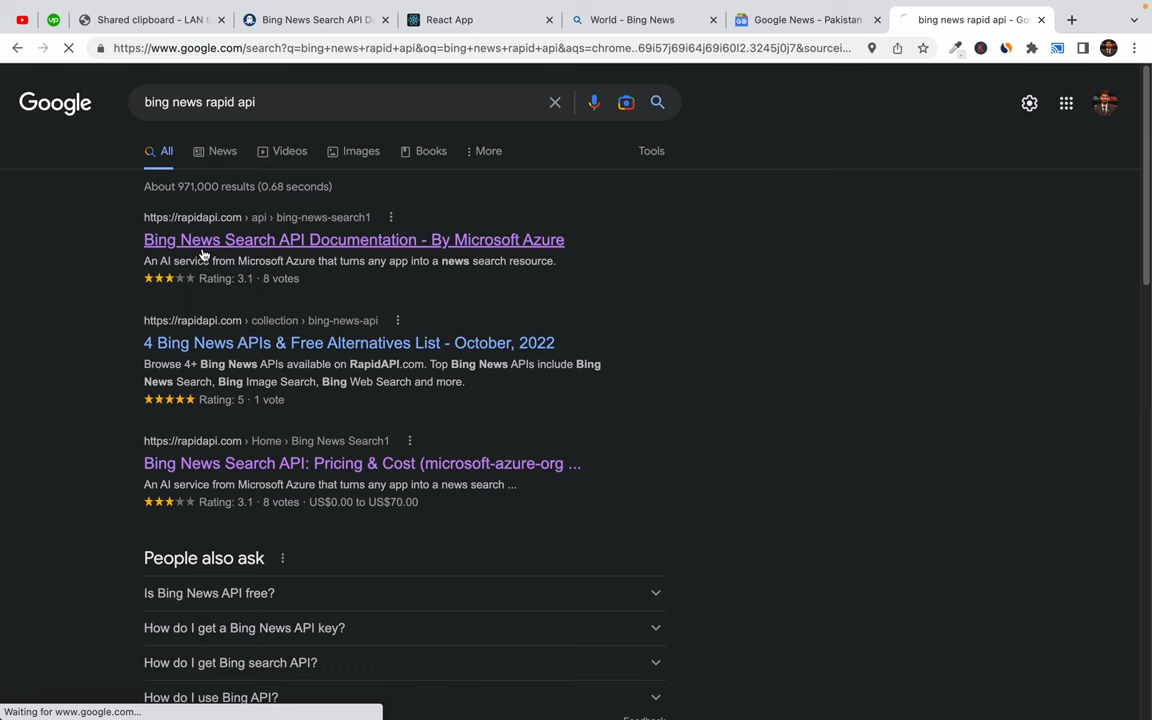 Shared clipboard - LAN t
Bing News Search API Do
React App
World - Bing News
Google News - Pakistan
bing news rapid api - Go
https://www.google.com/search?q=bing+news+rapid+api&oq=bing+news+rapid+api&aqs=chrome..69i57j69i64j69i60l2.3245j0j7&sourcei...
Google
bing news rapid api
All
News
Videos
Images
Books
More
Tools
About 971,000 results (0.68 seconds)
https://rapidapi.com › api › bing-news-search1
Bing News Search API Documentation - By Microsoft Azure
An AI service from Microsoft Azure that turns any app into a news search resource.
Rating: 3.1 · 8 votes
https://rapidapi.com › collection › bing-news-api
4 Bing News APIs & Free Alternatives List - October, 2022
Browse 4+ Bing News APIs available on RapidAPI.com. Top Bing News APIs include Bing
News Search, Bing Image Search, Bing Web Search and more.
Rating: 5 · 1 vote
https://rapidapi.com › Home › Bing News Search1
Bing News Search API: Pricing & Cost (microsoft-azure-org ...
An AI service from Microsoft Azure that turns any app into a news search ...
Rating: 3.1 · 8 votes · US$0.00 to US$70.00
People also ask
Is Bing News API free?
How do I get a Bing News API key?
How do I get Bing search API?
How do I use Bing API?
Feedback
Waiting for www.google.com...